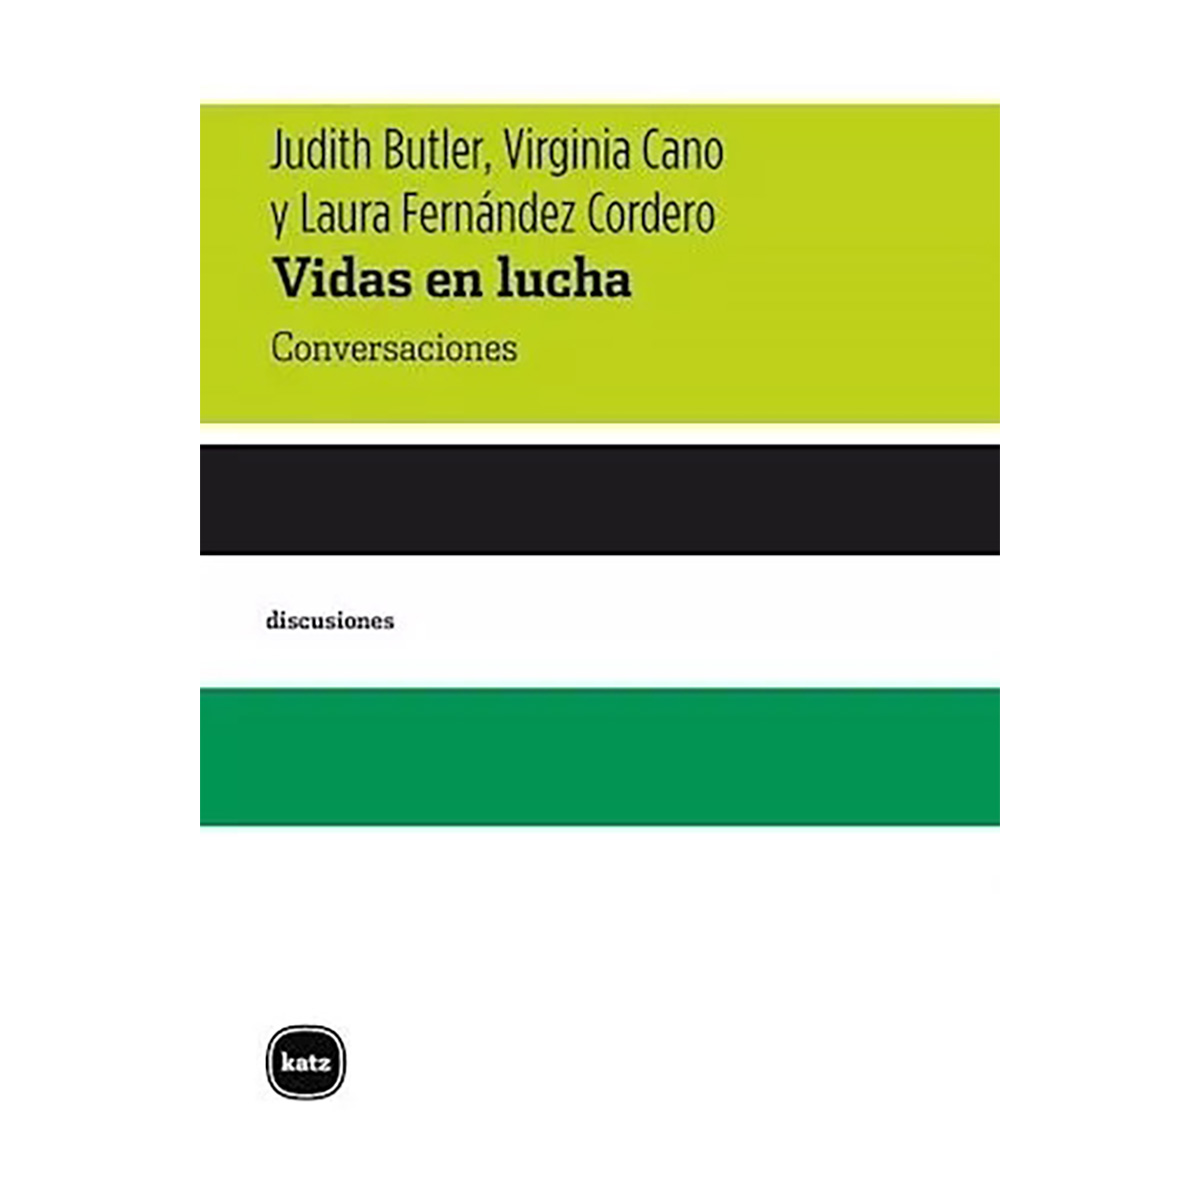 Judith Butler, Virginia Cano
y Laura Fernández Cordero
Vidas en lucha
Conversaciones
discusiones
katz